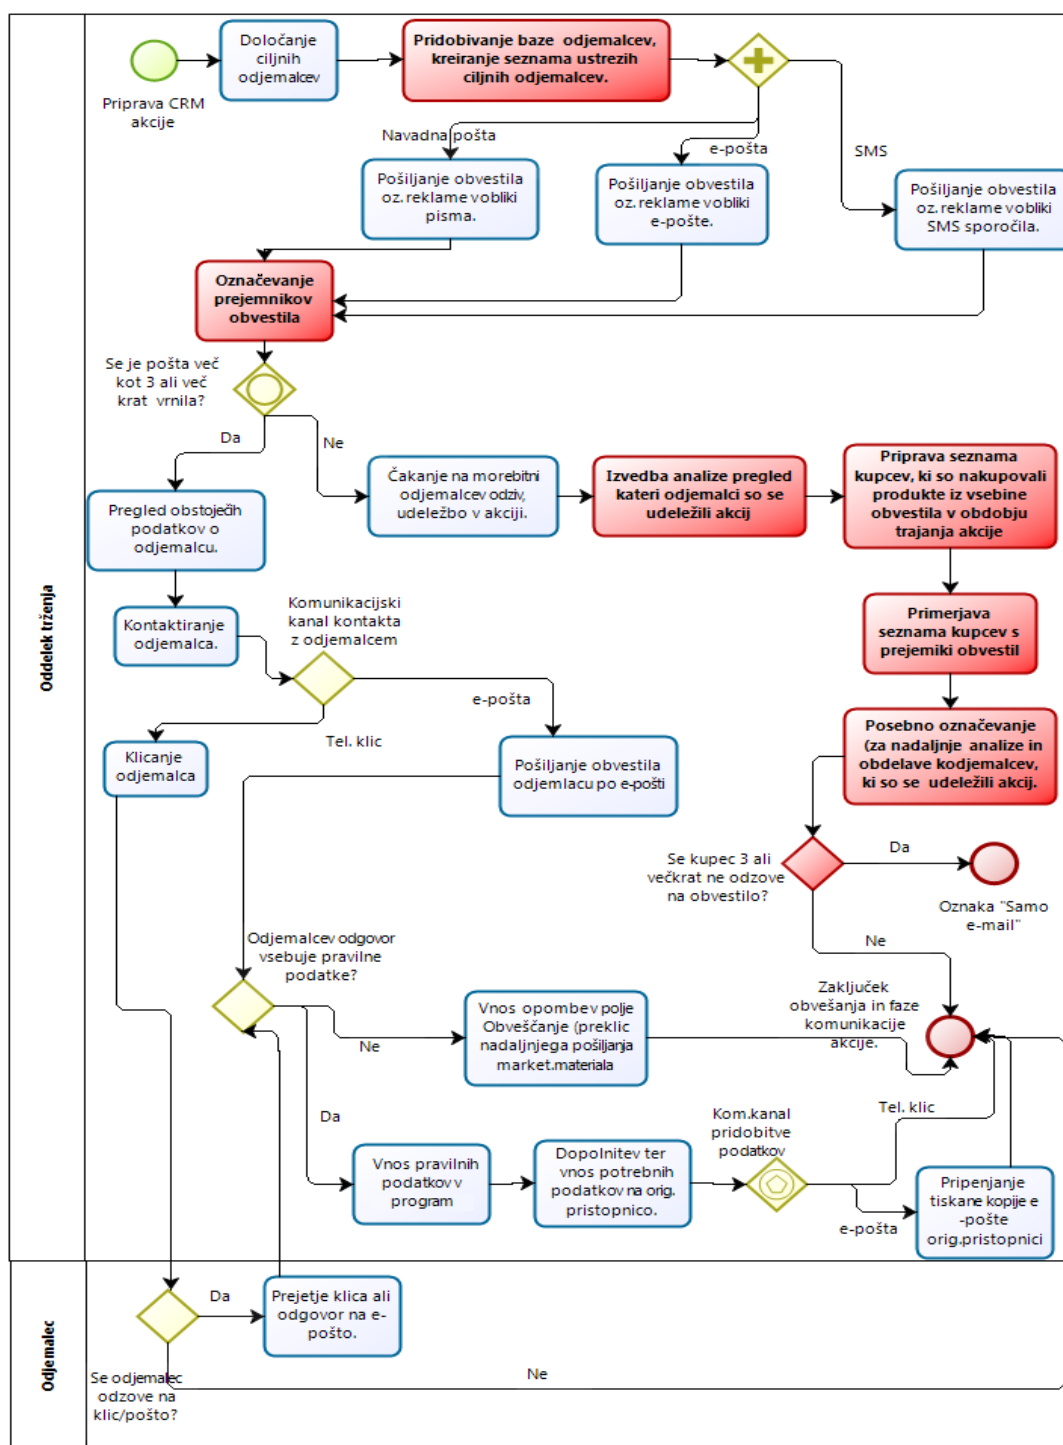 Priprava CRM
akcije
Določanje
ciljnih
odjemalcev
Pridobivanje baze odjemalcev,
kreiranje seznama ustrezih
ciljnih odjemalcev.
Navadna pošta
e-pošta
SMS
Pošiljanje obvestila
oz. reklame vobliki
pisma.
Pošiljanje obvestila
oz. reklame vobliki
e-pošte.
Pošiljanje obvestila
oz. reklame vobliki
SMS sporočila.
Označevanje
prejemnikov
obvestila
Se je pošta več
kot 3 ali več
krat vrnila?
Da
Ne
Pregled obstoječih
podatkov o
odjemalcu.
Čakanje na morebitni
odjemalcev odziv,
udeležbo v akciji.
Izvedba analize pregled
kateri odjemalci so se
udeležili akcij
Priprava seznama
kupcev, ki so nakupovali
produkte iz vsebine
obvestila v obdobju
trajanja akcije
Oddelek trženja
Kontaktiranje
odjemalca.
Komunikacijski
kanal kontakta
z odjemalcem
Primerjava
seznama kupcev s
prejemiki obvestil
e-pošta
Tel. klic
Klicanje
odjemalca
Pošiljanje obvestila
odjemlacu po e-pošti
Posebno označevanje
(za nadaljnje analize in
obdelave kodjemalcev,
ki so se udeležili akcij.
Se kupec 3 ali
večkrat ne odzove
na obvestilo?
Da
Oznaka "Samo
e-mail"
Ne
Odjemalcev odgovor
vsebuje pravilne
podatke?
Ne
Vnos opombev polje
Obveščanje (preklic
nadaljnjega pošiljanja
market.materiala
Zaključek
obvešanja in faze
komunikacije
akcije.
Da
Vnos pravilnih
podatkov v
program
Dopolnitev ter
vnos potrebnih
podatkov na orig.
pristopnico.
Kom.kanal
pridobitve
podatkov
Tel. klic
e-pošta
Pripenjanje
tiskane kopije e
-pošte
orig.pristopnici
Odjemalec
Da
Prejetje klica ali
odgovor na e-
pošto.
Se odjemalec
odzove na
klic/pošto?
Ne